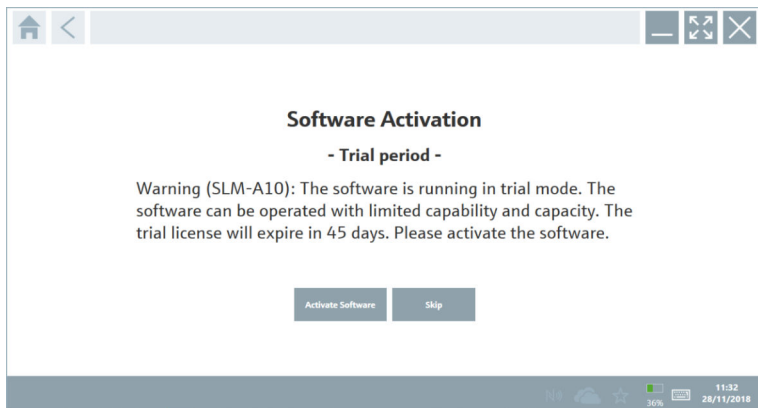 Software Activation
- Trial period -
Warning (SLM-A10): The software is running in trial mode. The
software can be operated with limited capability and capacity. The
trial license will expire in 45 days. Please activate the software.
Activate Software
Skip
N4
36%
11:32
28/11/2018